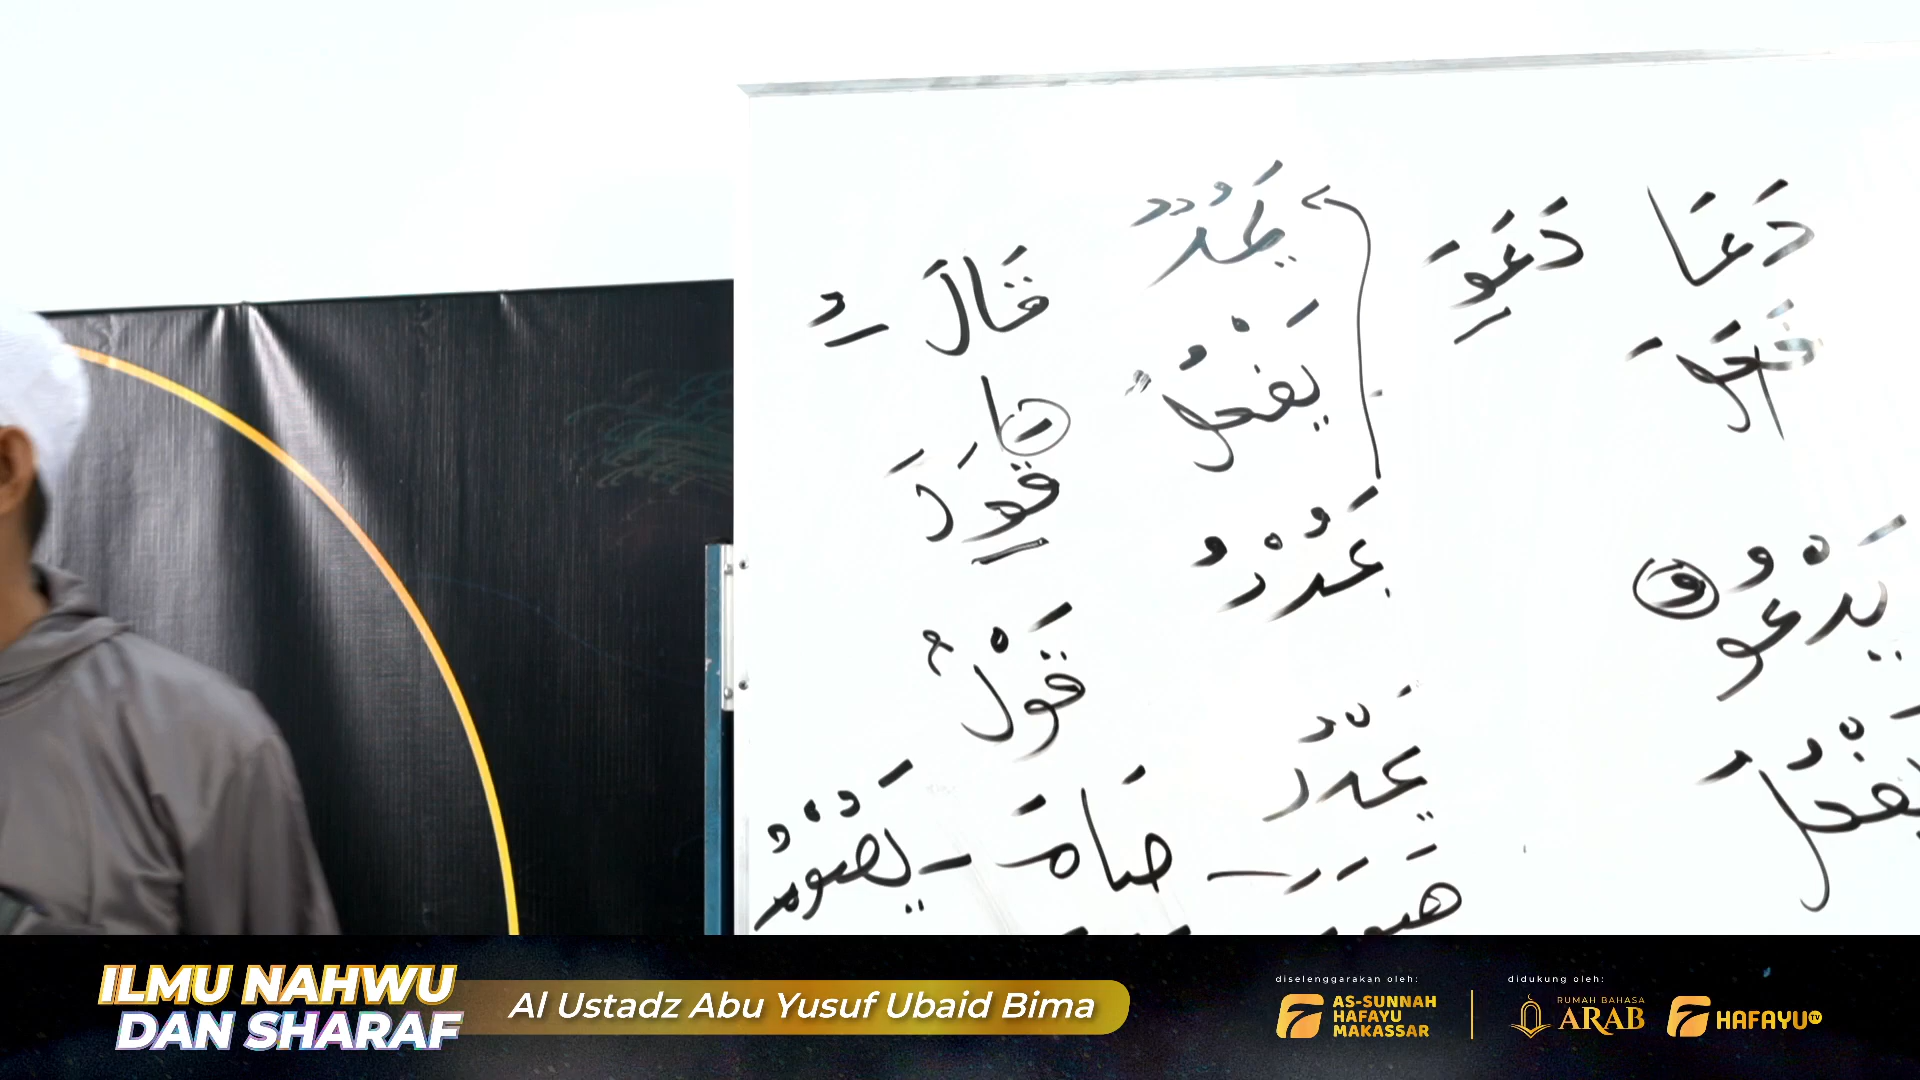 دَعَا دَعَوَ
فَعَلَ
يَدْعُوُ و
يَفْعُلُ
يَمُدُّ
يَفْعُلُ
يَمْدُدُ
يَمُدْدُ
قَالَ
ا
قَوَلَ
قَوْلٌ
صَوَمَ – صَامَ – يَصُوْمُ
ILMU NAHWU
DAN SHARAF
Al Ustadz Abu Yusuf Ubaid Bima
diselenggarakan oleh:
AS-SUNNAH
HAFAYU
MAKASSAR
didukung oleh:
RUMAH BAHASA
ARAB
HAFAYU TV